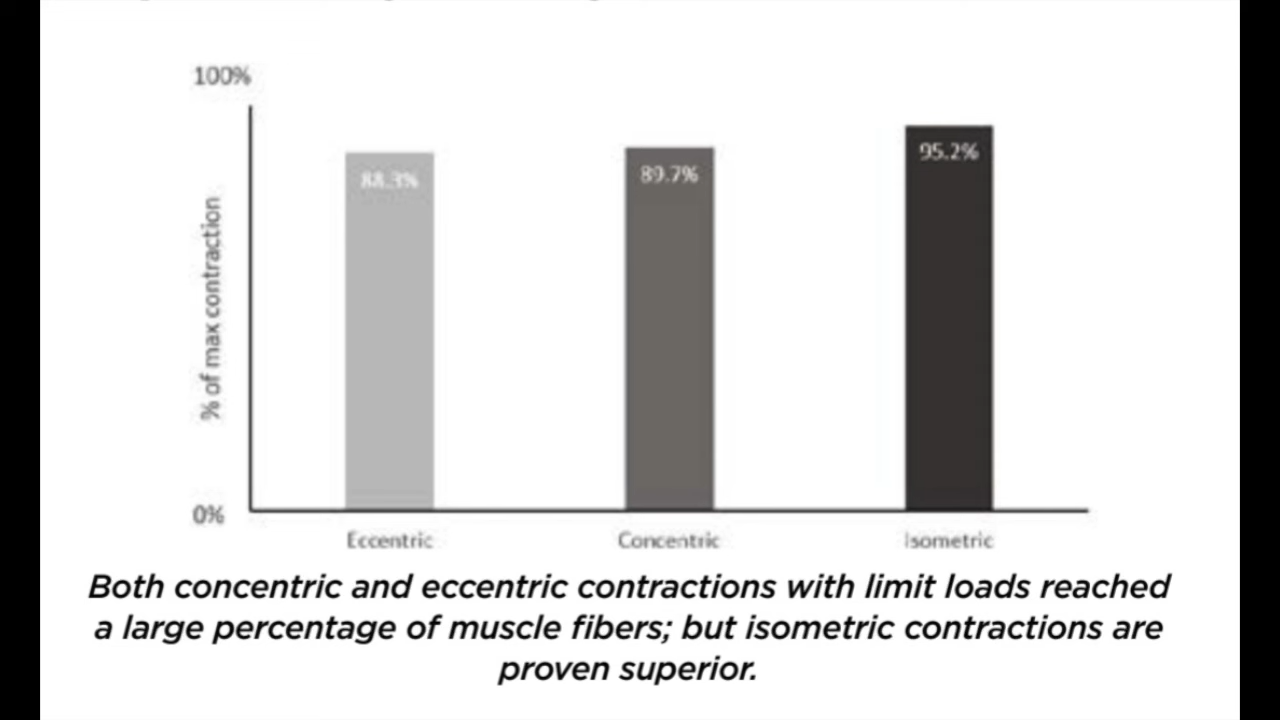 100%
% of max contraction
88.3%
89.7%
95.2%
0%
Eccentric
Concentric
Isometric
Both concentric and eccentric contractions with limit loads reached
a large percentage of muscle fibers; but isometric contractions are
proven superior.